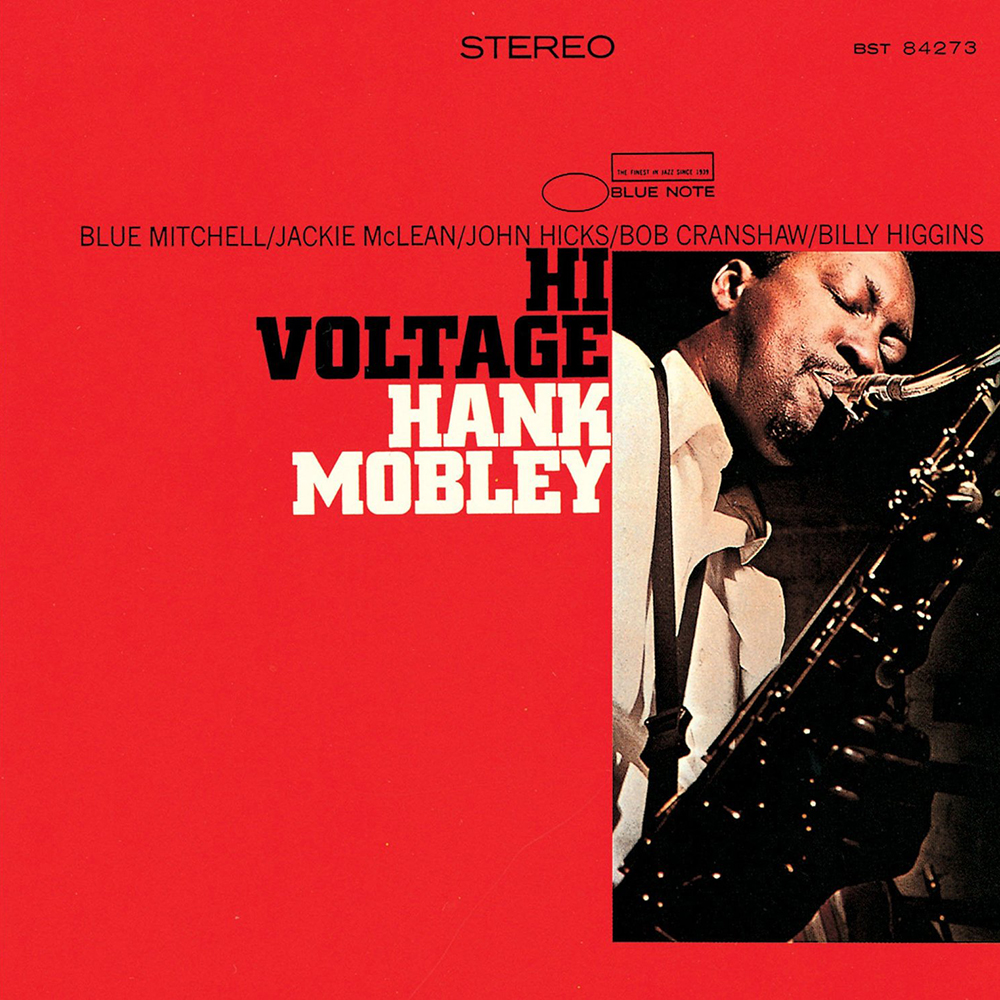 STEREO
BST 84273
THE FINEST IN JAZZ SINCE 1939
BLUE NOTE
BLUE MITCHELL/JACKIE McLEAN/JOHN HICKS/BOB CRANSHAW/BILLY HIGGINS
HI
VOLTAGE
HANK
MOBLEY